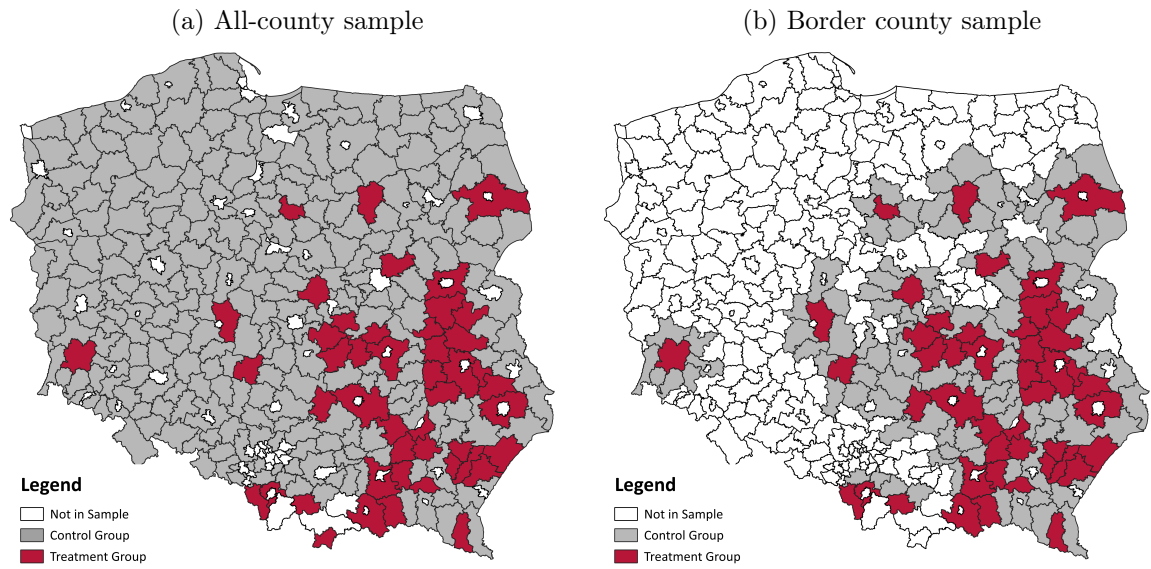 (a) All-county sample
(b) Border county sample
Legend
Not in Sample
Control Group
Treatment Group
Legend
Not in Sample
Control Group
Treatment Group